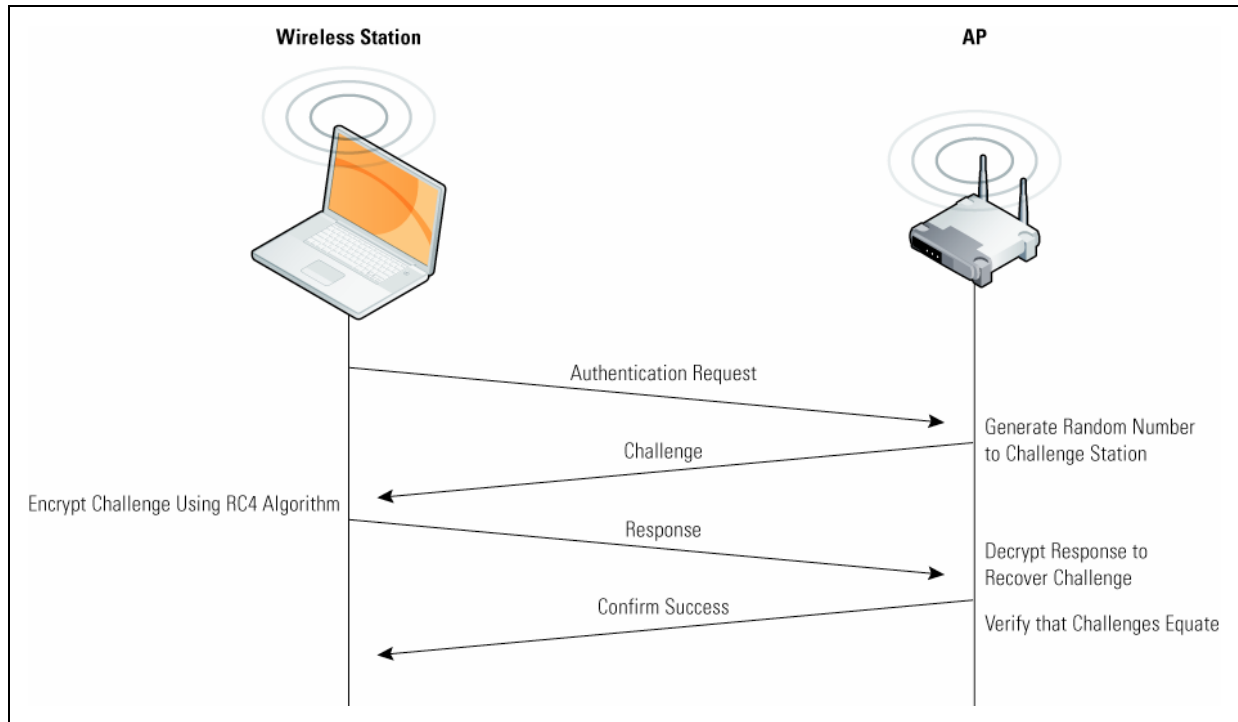 Wireless Station
AP
Authentication Request
Generate Random Number
to Challenge Station
Challenge
Encrypt Challenge Using RC4 Algorithm
Response
Decrypt Response to
Recover Challenge
Confirm Success
Verify that Challenges Equate